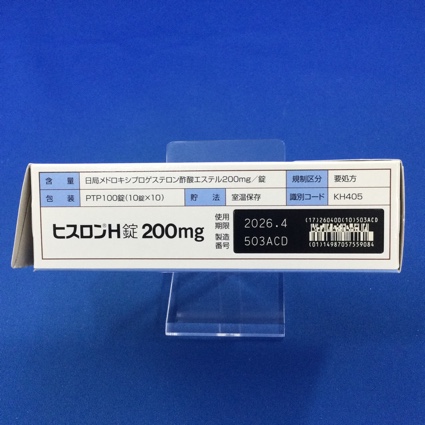 含 量 日局メドロキシプロゲステロン酢酸エステル200mg/錠 規制区分 要処方
包 装 PTP100錠(10錠×10) 貯 法 室温保存 識別コード KH405
ヒスロンH錠 200mg
使用期限 2026.4
製造番号 503ACD
(17)260400(10)503ACD
(01)14987057559084